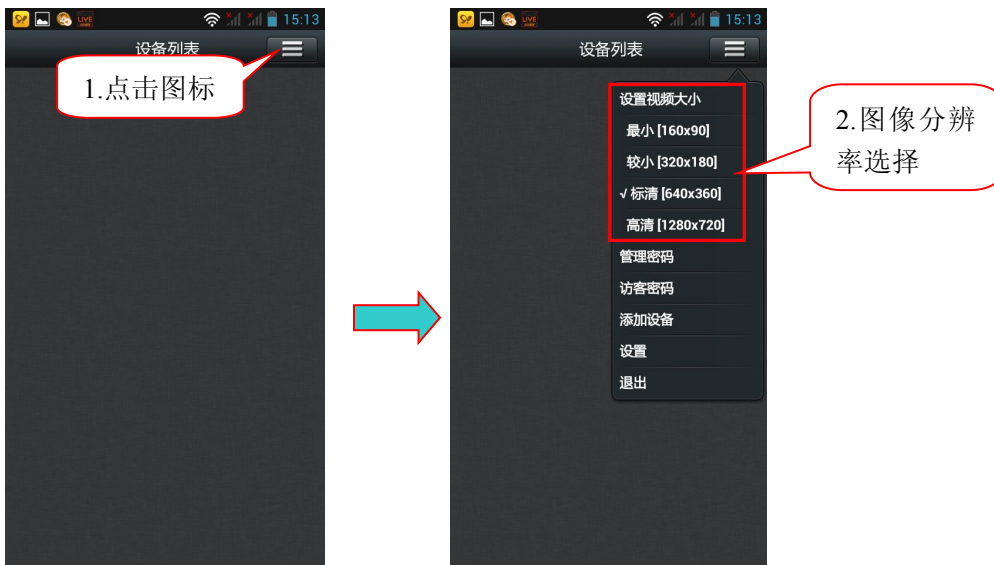 15:13
设备列表
1.点击图标
LIVE
15:13
设备列表
设置视频大小
最小 [160x90]
较小 [320x180]
√ 标清 [640x360]
高清 [1280x720]
管理密码
访客密码
添加设备
设置
退出
2.图像分辨
率选择
LIVE